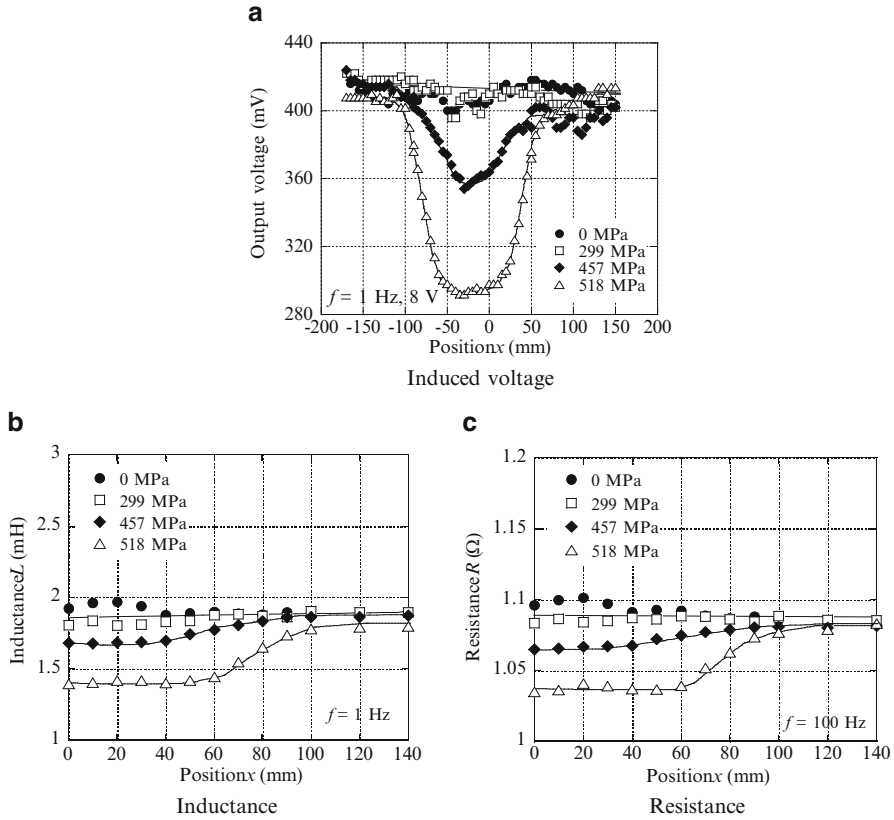 a
440
400
360
320
280
Output voltage (mV)
0 MPa
299 MPa
457 MPa
518 MPa
f = 1 Hz, 8 V
-200 -150 -100 -50 0 50 100 150 200
Positionx (mm)
Induced voltage
b
3
2.5
2
1.5
1
InductanceL (mH)
0 MPa
299 MPa
457 MPa
518 MPa
f = 1 Hz
0 20 40 60 80 100 120 140
Positionx (mm)
Inductance
c
1.2
1.15
1.1
1.05
1
Resistance R (Ω)
0 MPa
299 MPa
457 MPa
518 MPa
f = 100 Hz
0 20 40 60 80 100 120 140
Positionx (mm)
Resistance